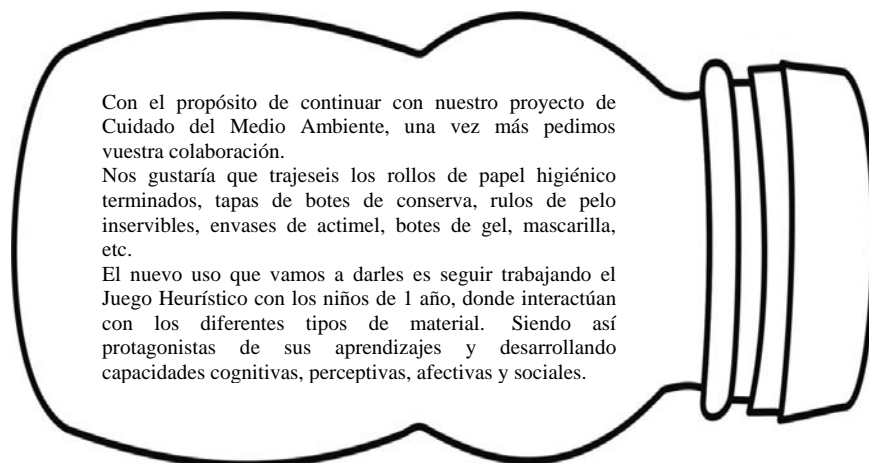 Con el propósito de continuar con nuestro proyecto de
Cuidado del Medio Ambiente, una vez más pedimos
vuestra colaboración.
Nos gustaría que trajeseis los rollos de papel higiénico
terminados, tapas de botes de conserva, rulos de pelo
inservibles, envases de actimel, botes de gel, mascarilla,
etc.
El nuevo uso que vamos a darles es seguir trabajando el
Juego Heurístico con los niños de 1 año, donde interactúan
con los diferentes tipos de material. Siendo así
protagonistas de sus aprendizajes y desarrollando
capacidades cognitivas, perceptivas, afectivas y sociales.